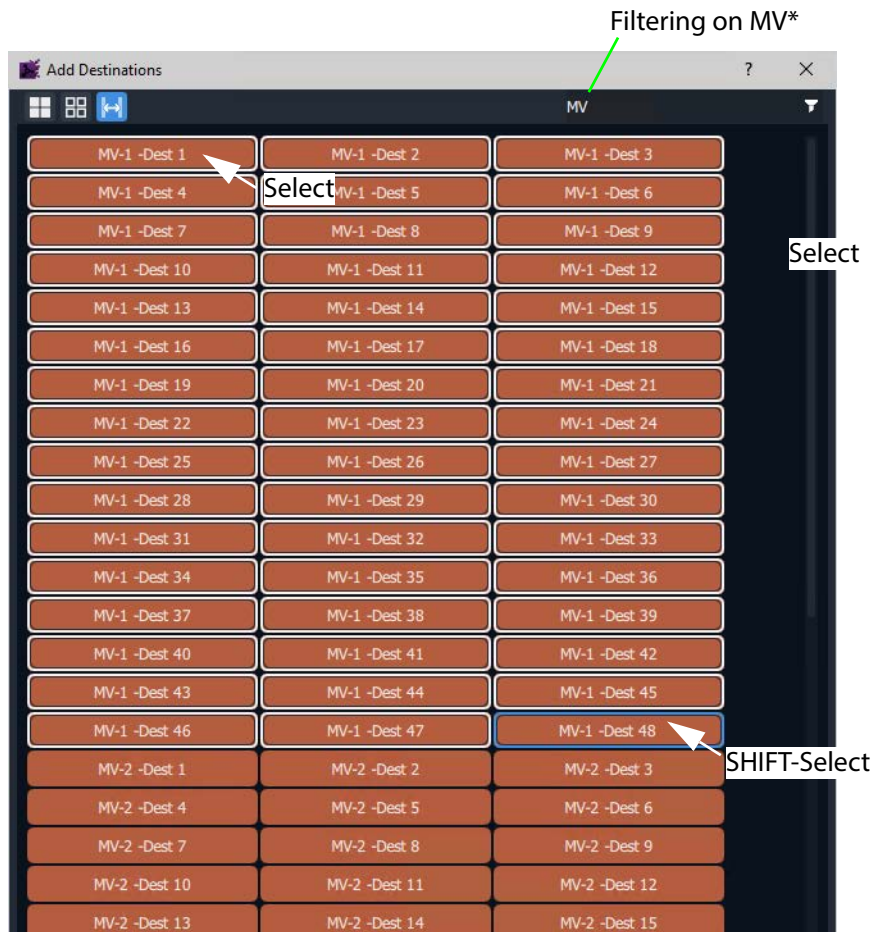 Filtering on MV*
Add Destinations ? ×
MV
MV-1 -Dest 1 MV-1 -Dest 2 MV-1 -Dest 3
Select
MV-1 -Dest 4 MV-1 -Dest 5 MV-1 -Dest 6
MV-1 -Dest 7 MV-1 -Dest 8 MV-1 -Dest 9
Select
MV-1 -Dest 10 MV-1 -Dest 11 MV-1 -Dest 12
MV-1 -Dest 13 MV-1 -Dest 14 MV-1 -Dest 15
MV-1 -Dest 16 MV-1 -Dest 17 MV-1 -Dest 18
MV-1 -Dest 19 MV-1 -Dest 20 MV-1 -Dest 21
MV-1 -Dest 22 MV-1 -Dest 23 MV-1 -Dest 24
MV-1 -Dest 25 MV-1 -Dest 26 MV-1 -Dest 27
MV-1 -Dest 28 MV-1 -Dest 29 MV-1 -Dest 30
MV-1 -Dest 31 MV-1 -Dest 32 MV-1 -Dest 33
MV-1 -Dest 34 MV-1 -Dest 35 MV-1 -Dest 36
MV-1 -Dest 37 MV-1 -Dest 38 MV-1 -Dest 39
MV-1 -Dest 40 MV-1 -Dest 41 MV-1 -Dest 42
MV-1 -Dest 43 MV-1 -Dest 44 MV-1 -Dest 45
MV-1 -Dest 46 MV-1 -Dest 47 MV-1 -Dest 48
SHIFT-Select
MV-2 -Dest 1 MV-2 -Dest 2 MV-2 -Dest 3
MV-2 -Dest 4 MV-2 -Dest 5 MV-2 -Dest 6
MV-2 -Dest 7 MV-2 -Dest 8 MV-2 -Dest 9
MV-2 -Dest 10 MV-2 -Dest 11 MV-2 -Dest 12
MV-2 -Dest 13 MV-2 -Dest 14 MV-2 -Dest 15